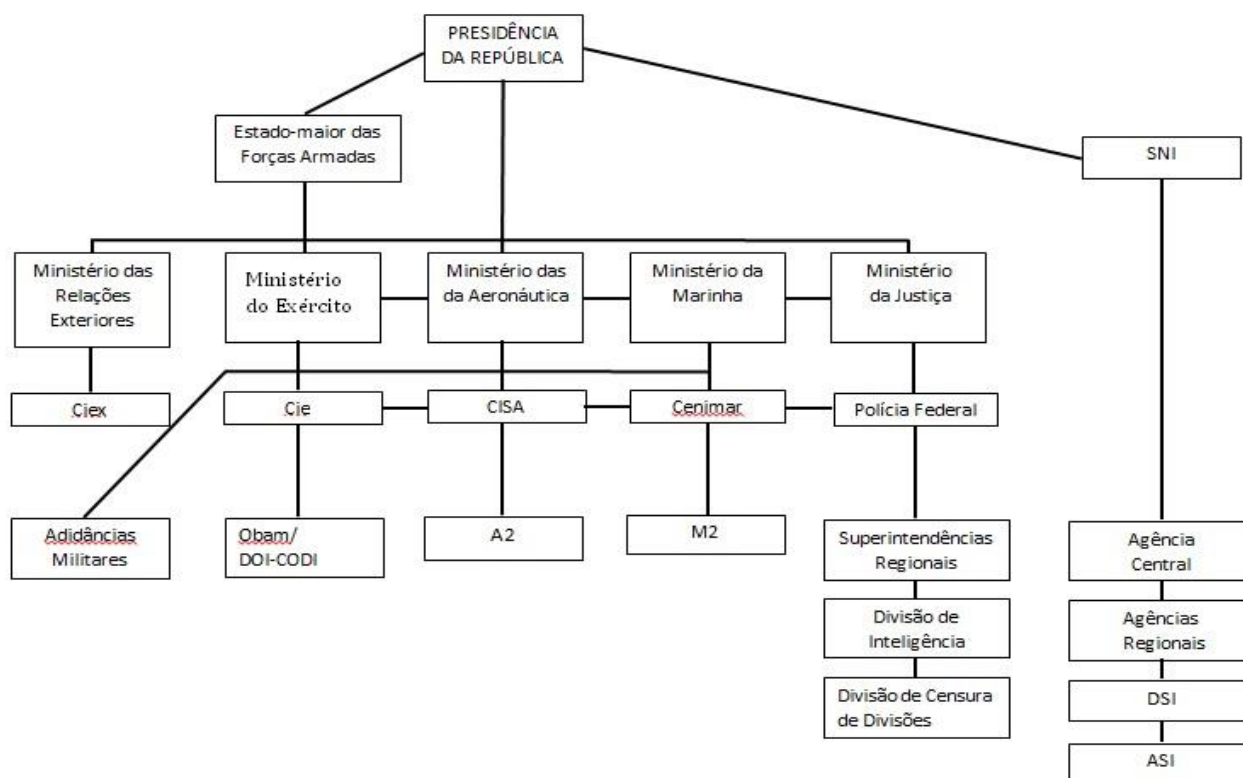 PRESIDÊNCIA
DA REPÚBLICA
Estado-maior das
Forças Armadas
SNI
Ministério das
Relações
Exteriores
Ministério
do Exército
Ministério das
da Aeronáutica
Ministério da
Marinha
Ministério
da Justiça
Ciex
Cie
CISA
Cenimar
Polícia Federal
Adidâncias
Militares
Obam/
DOI-CODI
A2
M2
Superintendências
Regionais
Agência
Central
Divisão de
Inteligência
Agências
Regionais
Divisão de Censura
de Divisões
DSI
ASI